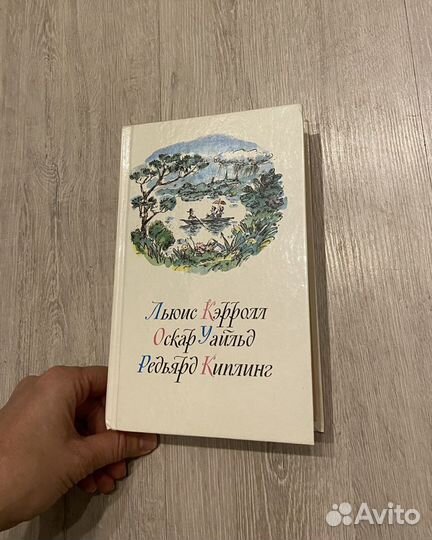 Льюис Кэрролл
Оскар Уайльд
Редьярд Киплинг
Avito